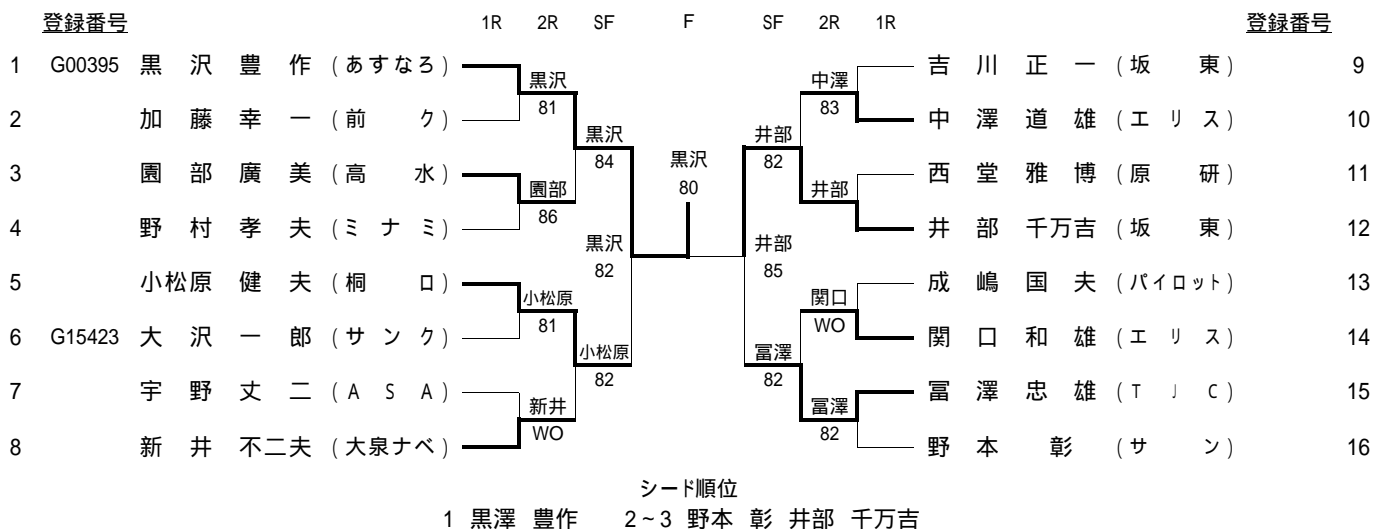 登録番号 1R 2R SF F SF 2R 1R 登録番号
1 G00395 黒沢豊作 (あすなろ) 吉川正一 (坂東) 9
黒沢 中澤
81 83
2 加藤幸一 (前ク) 中澤道雄 (エリス) 10
黒沢 井部
84 82
黒沢
3 園部廣美 (高水) 西堂雅博 (原研) 11
80
園部 井部
86
4 野村孝夫 (ミナミ) 井部千万吉 (坂東) 12
黒沢 井部
82 85
5 小松原健夫 (桐口) 成嶋国夫 (パイロット) 13
小松原 関口
81 WO
6 G15423 大沢一郎 (サンク) 関口和雄 (エリス) 14
小松原 冨澤
82 82
7 宇野丈二 (ASA) 冨澤忠雄 (TJC) 15
新井 冨澤
WO 82
8 新井不二夫 (大泉ナベ) 野本彰 (サン) 16
シード順位
1 黒澤 豊作 2~3 野本 彰 井部 千万吉